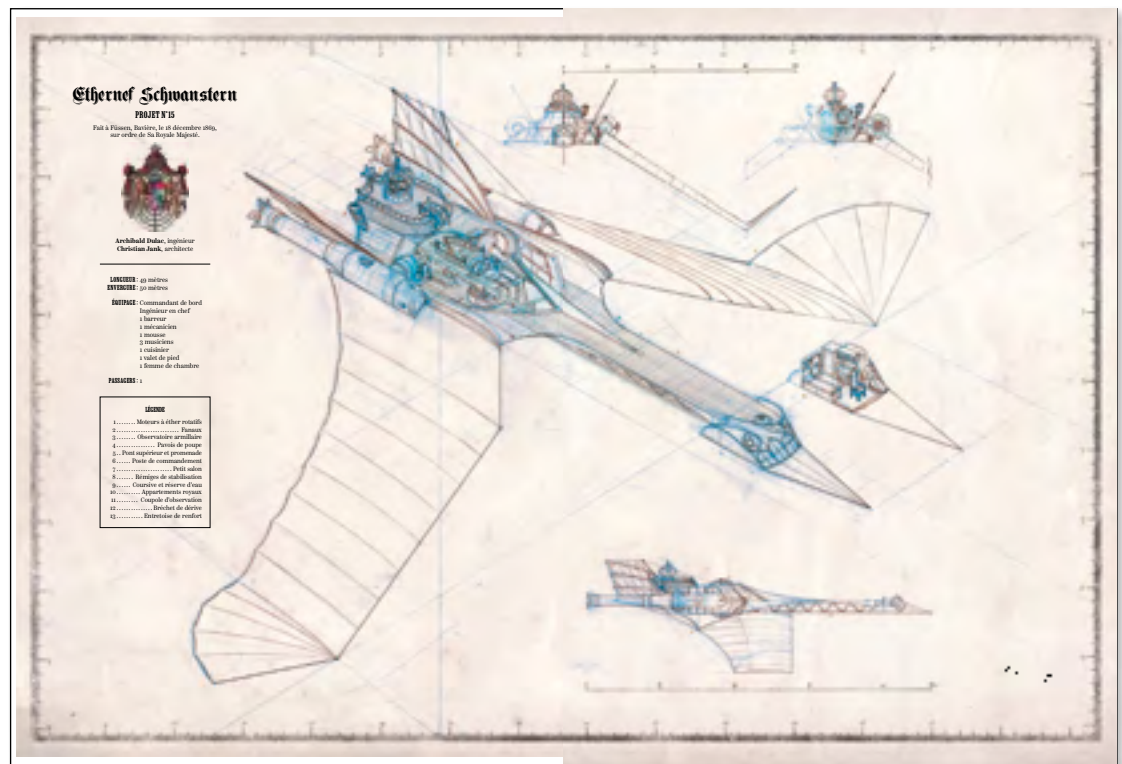 Ethernef Schwanstern
PROJET N°15
Fait à Füssen, Bavière, le 18 décembre 1869,
sur ordre de Sa Royale Majesté.
Archibald Dulac, ingénieur
Christian Jank, architecte
LONGUEUR : 49 mètres
ENVERGURE : 50 mètres
ÉQUIPAGE : Commandant de bord
Ingénieur en chef
1 barreur
1 mécanicien
1 mousse
3 musiciens
1 cuisinier
1 valet de pied
1 femme de chambre
PASSAGERS : 1
LÉGENDE
1........ Moteurs à éther rotatifs
2........................... Fanaux
3........ Observatoire armillaire
4................ Pavois de poupe
5.. Pont supérieur et promenade
6...... Poste de commandement
7....................... Petit salon
8...... Rémiges de stabilisation
9...... Coursive et réserve d'eau
10.......... Appartements royaux
11.......... Coupole d'observation
12............... Bréchet de dérive
13........... Entretoise de renfort